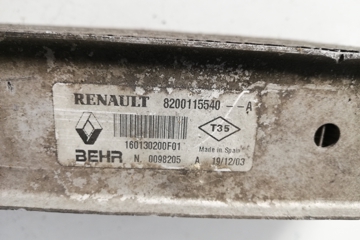 RENAULT 8200115540--A
T35
160130200F01 Made in Spain
BEHR N 0098205 A 19/12/03